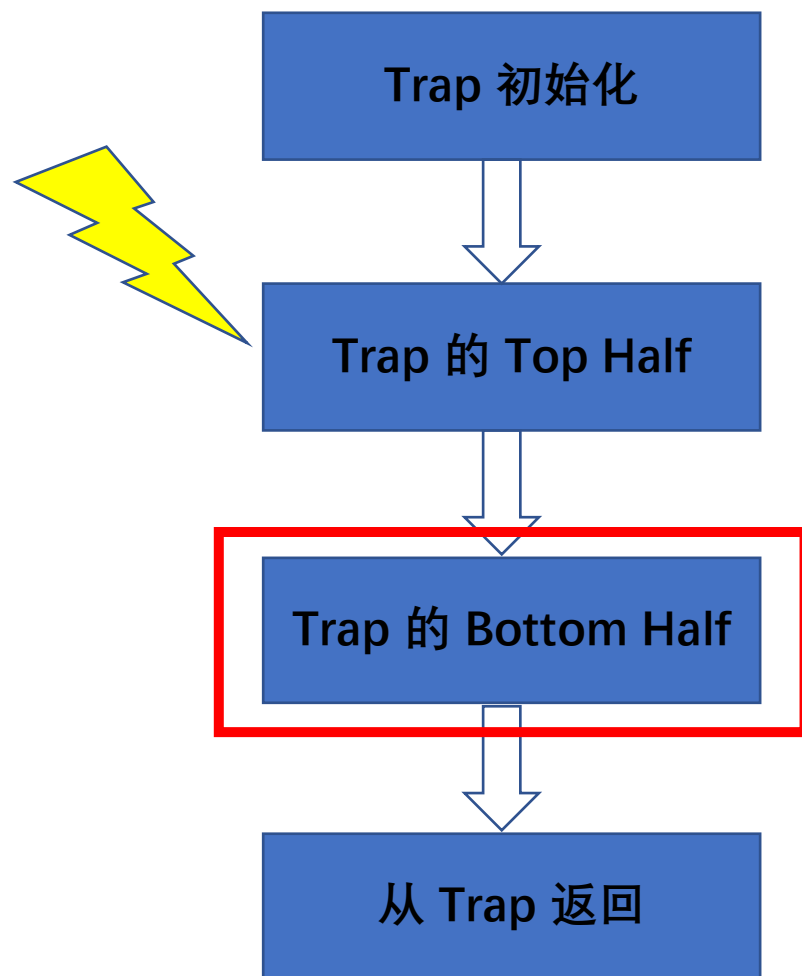 Trap 初始化
Trap 的 Top Half
Trap 的 Bottom Half
从 Trap 返回